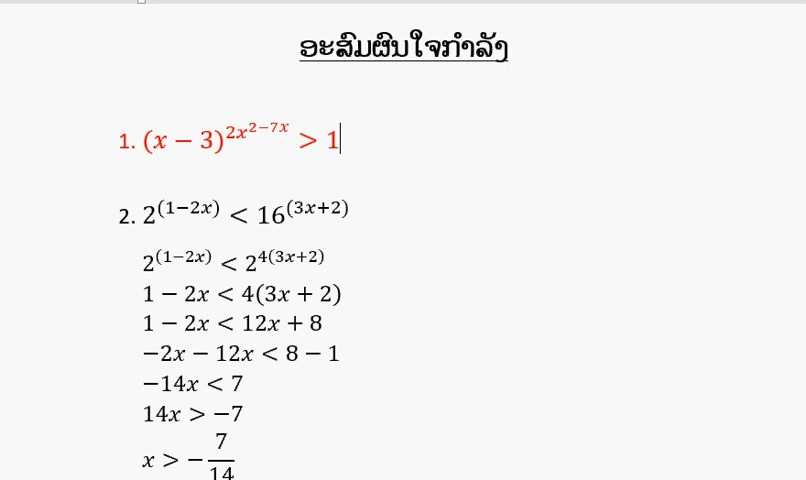 ອະສົມຜົນໃຈກຳລັງ
1. (x − 3)^{2x^{2−7x}} > 1
2. 2^{(1−2x)} < 16^{(3x+2)}
2^{(1−2x)} < 2^{4(3x+2)}
1 − 2x < 4(3x + 2)
1 − 2x < 12x + 8
−2x − 12x < 8 − 1
−14x < 7
14x > −7
x > − 7/14